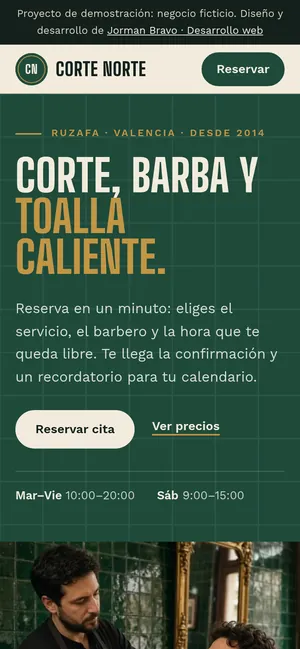 Proyecto de demostración: negocio ficticio. Diseño y
desarrollo de Jorman Bravo · Desarrollo web
CN CORTE NORTE
Reservar
RUZAFA · VALENCIA · DESDE 2014
CORTE, BARBA Y
TOALLA
CALIENTE.
Reserva en un minuto: eliges el
servicio, el barbero y la hora que te
queda libre. Te llega la confirmación y
un recordatorio para tu calendario.
Reservar cita
Ver precios
Mar–Vie 10:00–20:00 Sáb 9:00–15:00